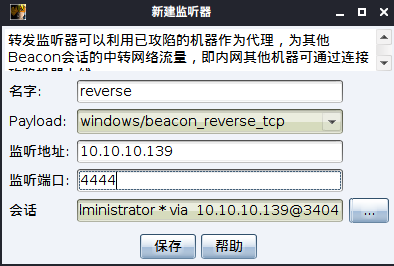 新建监听器
转发监听器可以利用已攻陷的机器作为代理，为其他
Beacon会话的中转网络流量，即内网其他机器可通过连接
名字: reverse
Payload: windows/beacon_reverse_tcp
监听地址: 10.10.10.139
监听端口: 4444
会话 lministrator * via 10.10.10.139@3404 ...
保存 帮助